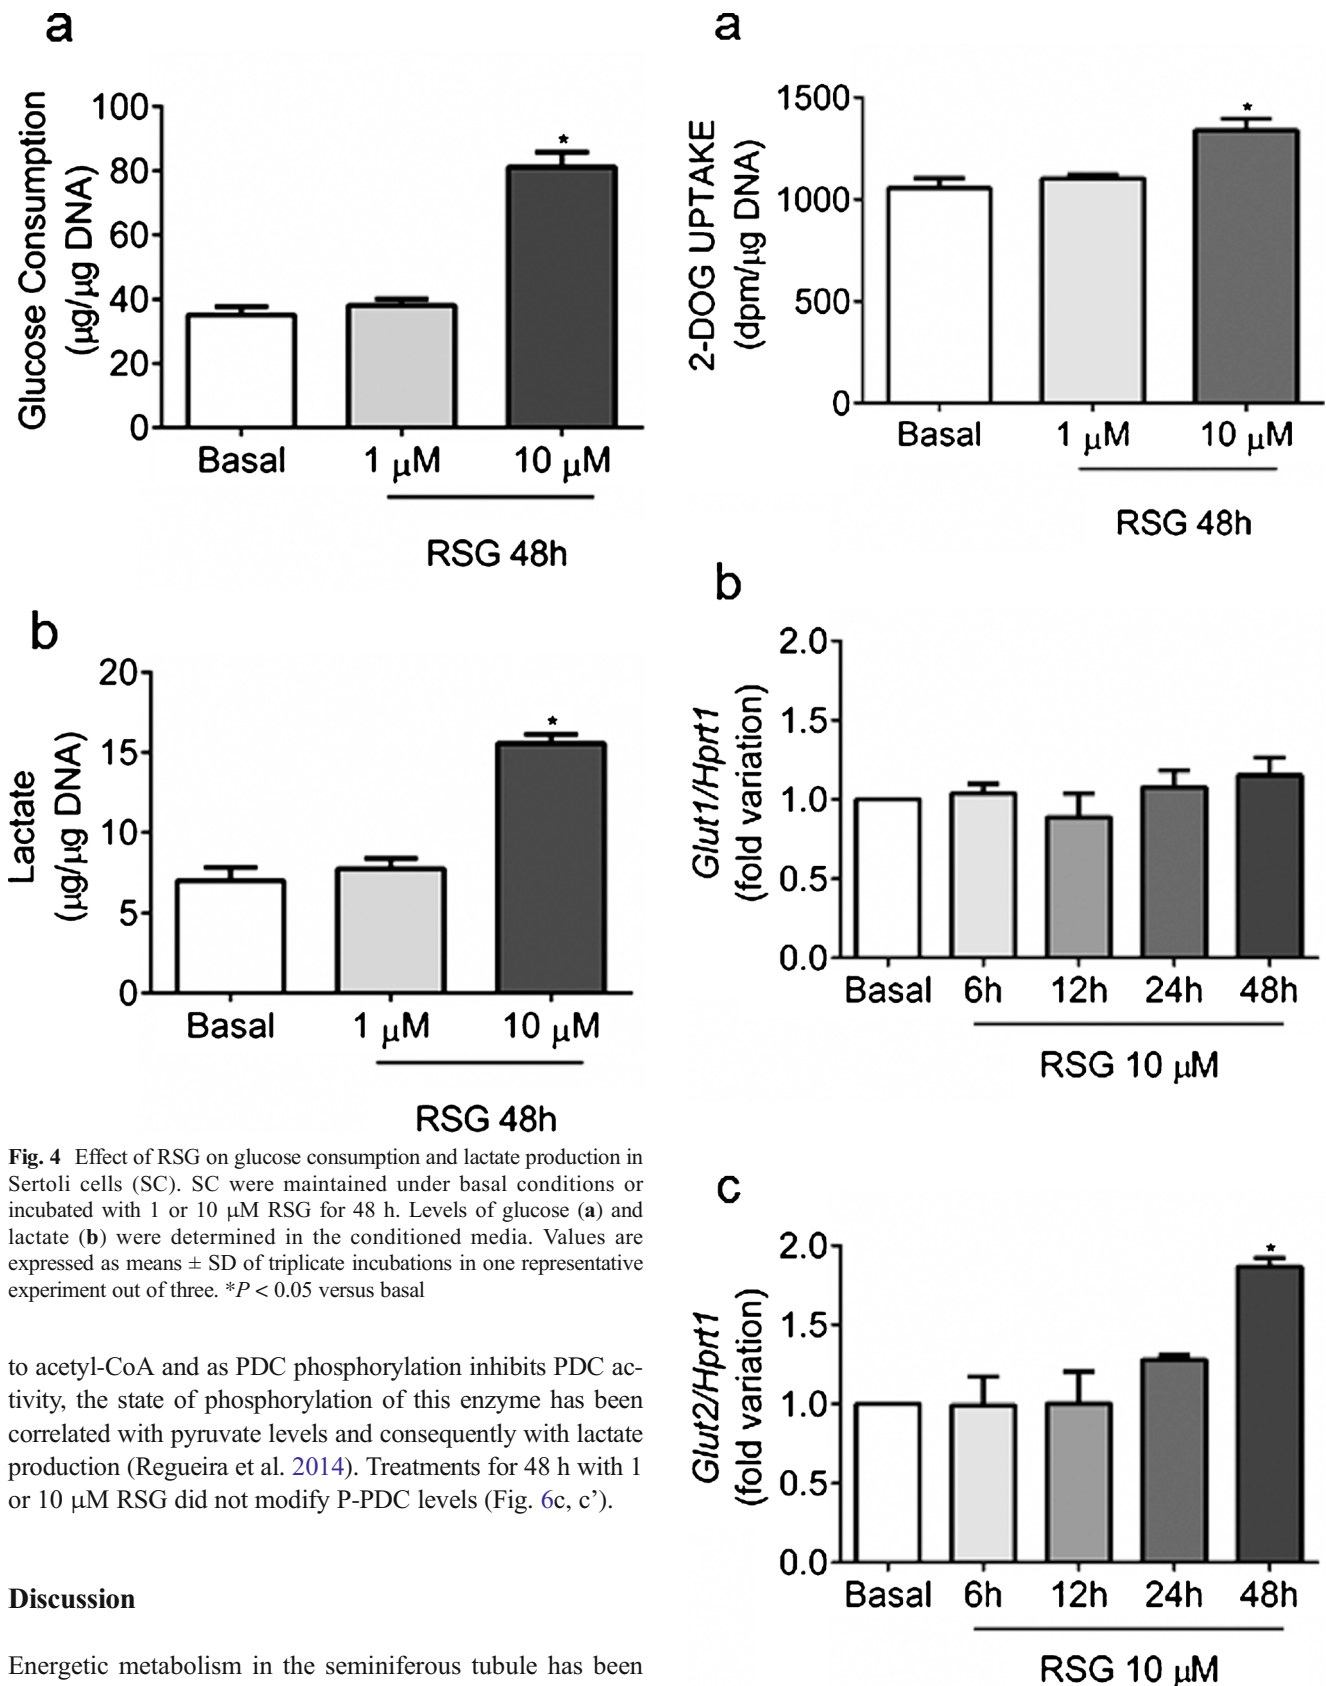 a
Glucose Consumption
(µg/µg DNA)
100
80
60
40
20
0
*
Basal
1 µM
10 µM
RSG 48h
b
Lactate
(µg/µg DNA)
20
15
10
5
0
*
Basal
1 µM
10 µM
RSG 48h
Fig. 4 Effect of RSG on glucose consumption and lactate production in
Sertoli cells (SC). SC were maintained under basal conditions or
incubated with 1 or 10 µM RSG for 48 h. Levels of glucose (a) and
lactate (b) were determined in the conditioned media. Values are
expressed as means ± SD of triplicate incubations in one representative
experiment out of three. *P < 0.05 versus basal
to acetyl-CoA and as PDC phosphorylation inhibits PDC ac-
tivity, the state of phosphorylation of this enzyme has been
correlated with pyruvate levels and consequently with lactate
production (Regueira et al. 2014). Treatments for 48 h with 1
or 10 µM RSG did not modify P-PDC levels (Fig. 6c, c’).
Discussion
Energetic metabolism in the seminiferous tubule has been
a
2-DOG UPTAKE
(dpm/µg DNA)
1500
1000
500
0
*
Basal
1 µM
10 µM
RSG 48h
b
Glut1/Hprt1
(fold variation)
2.0
1.5
1.0
0.5
0.0
Basal
6h
12h
24h
48h
RSG 10 µM
c
Glut2/Hprt1
(fold variation)
2.0
1.5
1.0
0.5
0.0
*
Basal
6h
12h
24h
48h
RSG 10 µM